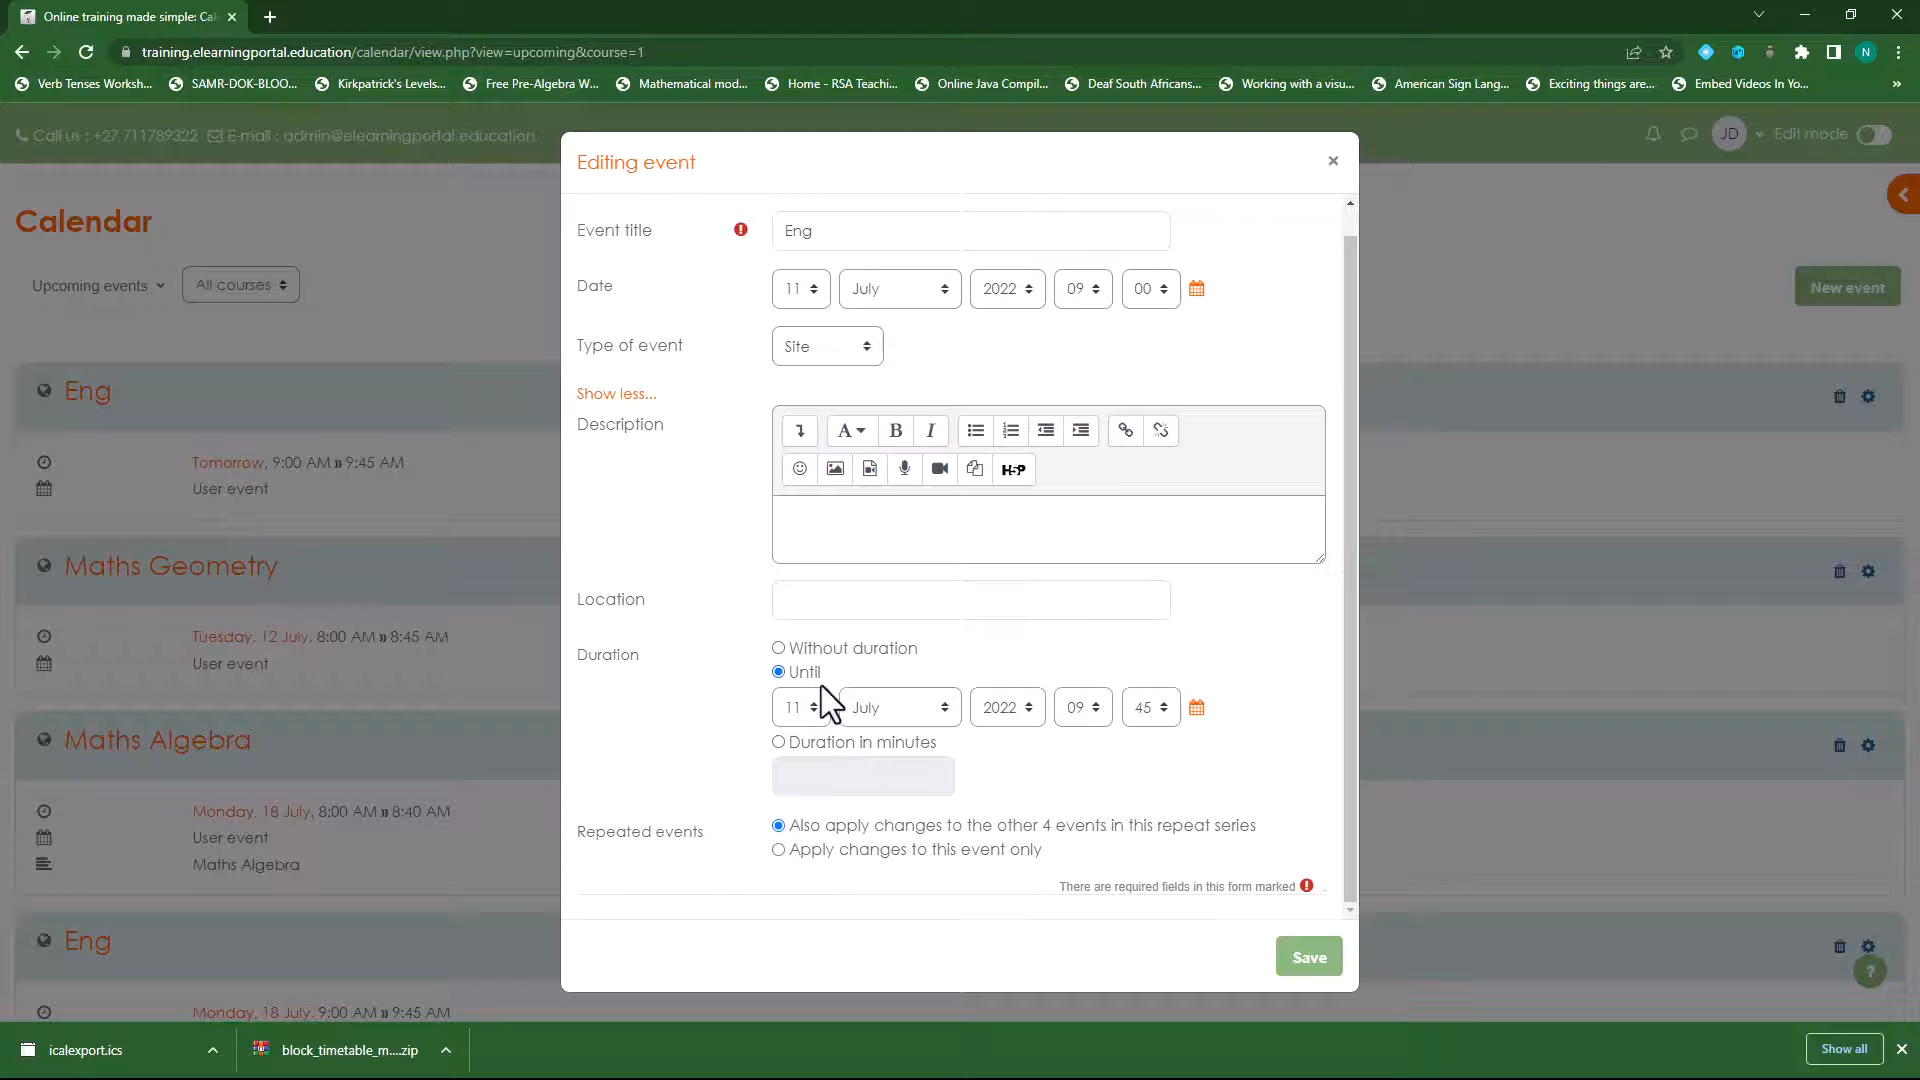 Online training made simple: Cal
training.elearningportal.education/calendar/view.php?view=upcoming&course=1
N
Verb Tenses Worksh...
SAMR-DOK-BLOO...
Kirkpatrick's Levels...
Free Pre-Algebra W...
Mathematical mod...
Home - RSA Teachi...
Online Java Compil...
Deaf South Africans...
Working with a visu...
American Sign Lang...
Exciting things are...
Embed Videos In Yo...
»
Call us : +27 711789322 E-mail : admin@elearningportal.education
JD
Edit mode
Calendar
Upcoming events
All courses
New event
Eng
Tomorrow, 9:00 AM » 9:45 AM
User event
Maths Geometry
Tuesday, 12 July, 8:00 AM » 8:45 AM
User event
Maths Algebra
Monday, 18 July, 8:00 AM » 8:40 AM
User event
Maths Algebra
Eng
Monday, 18 July, 9:00 AM » 9:45 AM
?
Editing event
×
Event title
Eng
Date
11 July 2022 09 00
Type of event
Site
Show less...
Description
A B I
H-P
Location
Duration
Without duration
Until
11 July 2022 09 45
Duration in minutes
Repeated events
Also apply changes to the other 4 events in this repeat series
Apply changes to this event only
There are required fields in this form marked
.
Save
icalexport.ics
block_timetable_m....zip
Show all